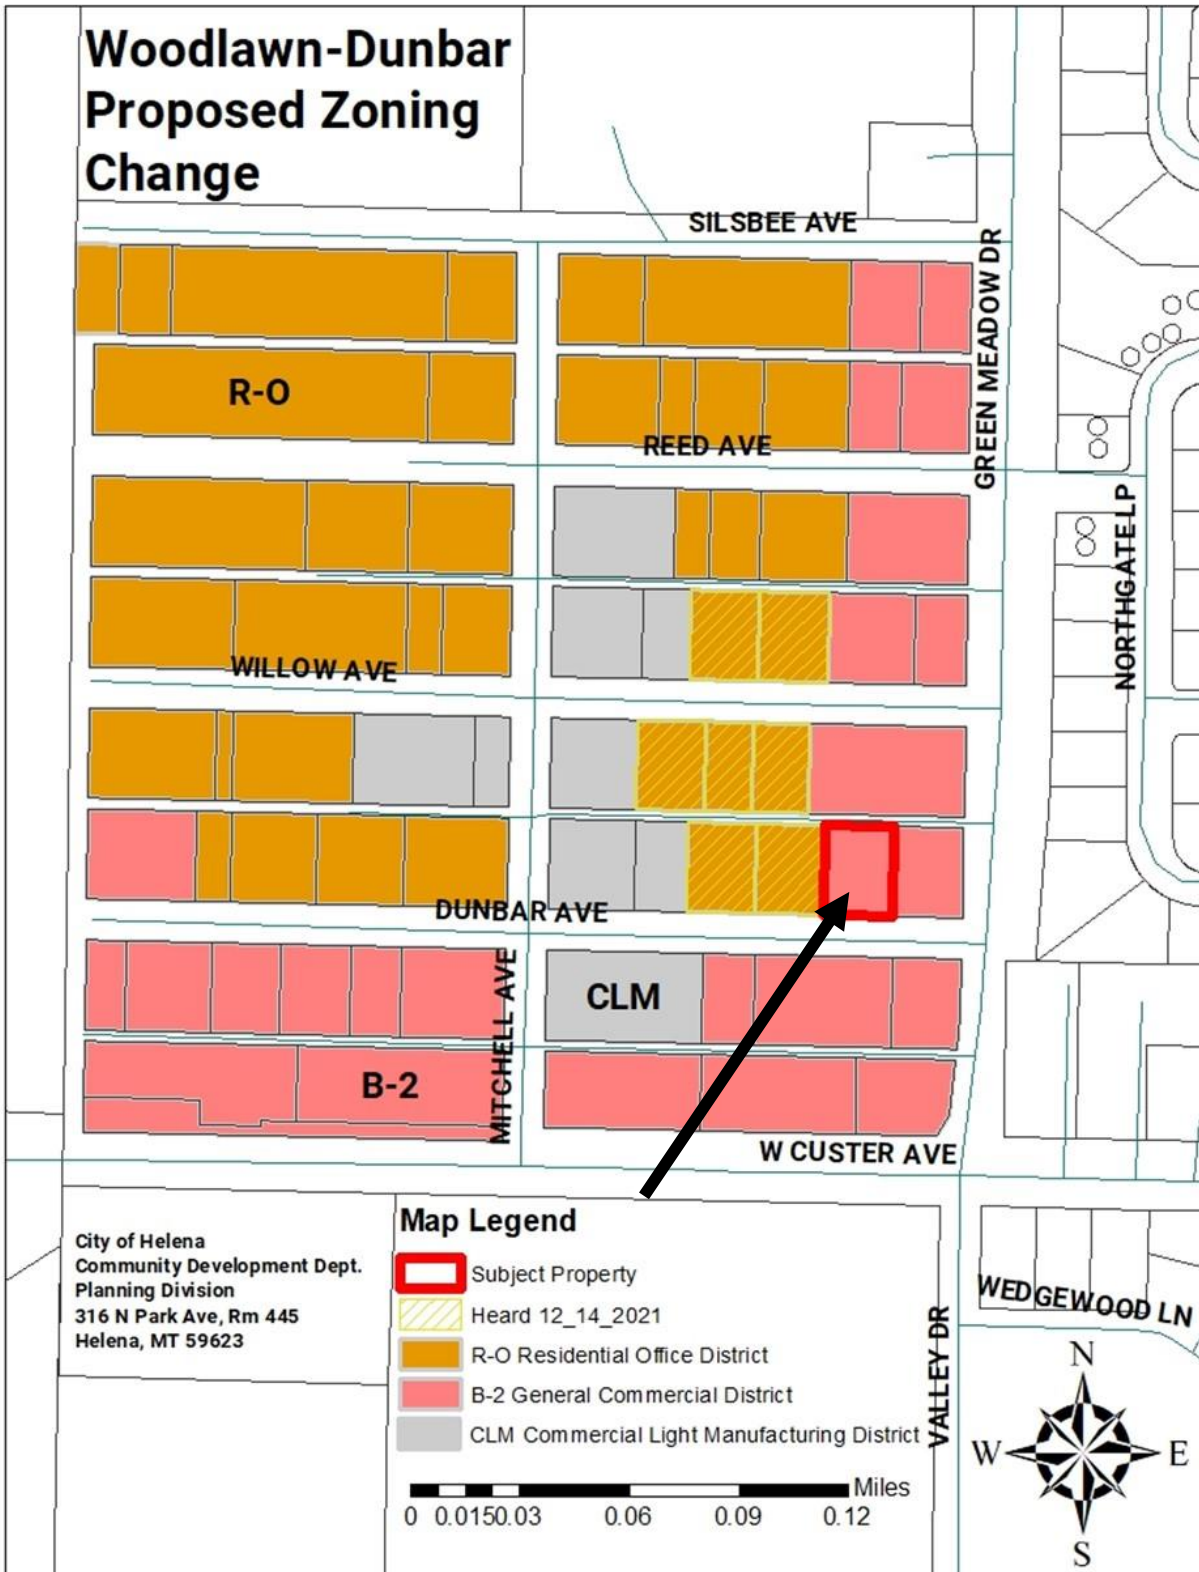 Woodlawn-Dunbar
Proposed Zoning
Change
SILSBEE AVE
GREEN MEADOW DR
R-O
REED AVE
NORTHGATE LP
WILLOW AVE
DUNBAR AVE
MITCHELL AVE
CLM
B-2
W CUSTER AVE
City of Helena
Community Development Dept.
Planning Division
316 N Park Ave, Rm 445
Helena, MT 59623
Map Legend
Subject Property
Heard 12_14_2021
R-O Residential Office District
B-2 General Commercial District
CLM Commercial Light Manufacturing District
Miles
0 0.0150.03 0.06 0.09 0.12
VALLEY DR
WEDGEWOOD LN
N
W E
S